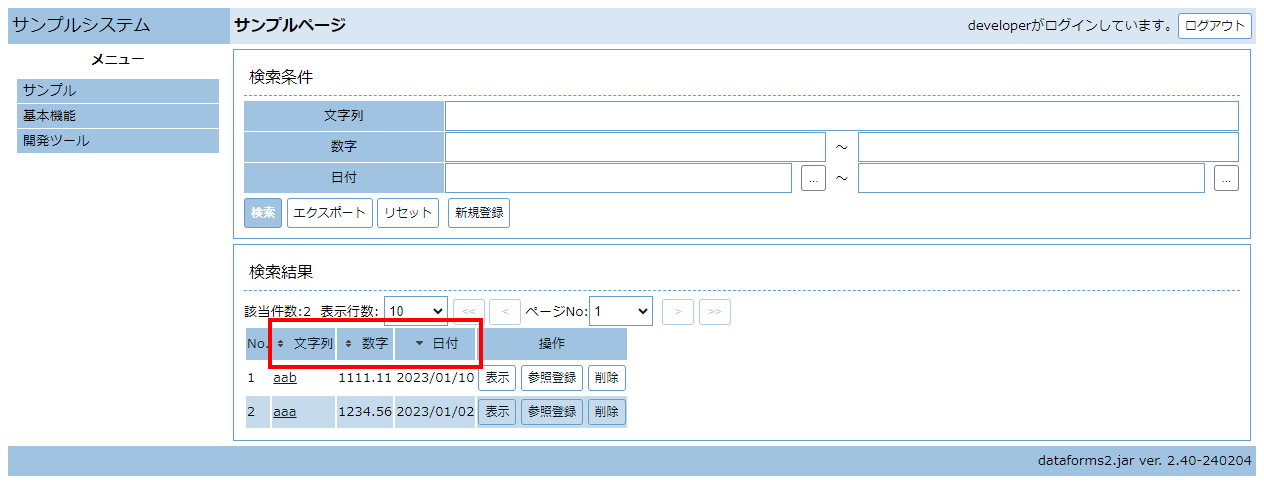 サンプルシステム サンプルページ developerがログインしています。 ログアウト
メニュー
サンプル
基本機能
開発ツール
検索条件
文字列
数字 ～
日付 ... ～ ...
検索 エクスポート リセット 新規登録
検索結果
該当件数:2 表示行数: 10 << < ページNo: 1 > >>
No. 文字列 数字 日付 操作
1 aab 1111.11 2023/01/10 表示 参照登録 削除
2 aaa 1234.56 2023/01/02 表示 参照登録 削除
dataforms2.jar ver. 2.40-240204